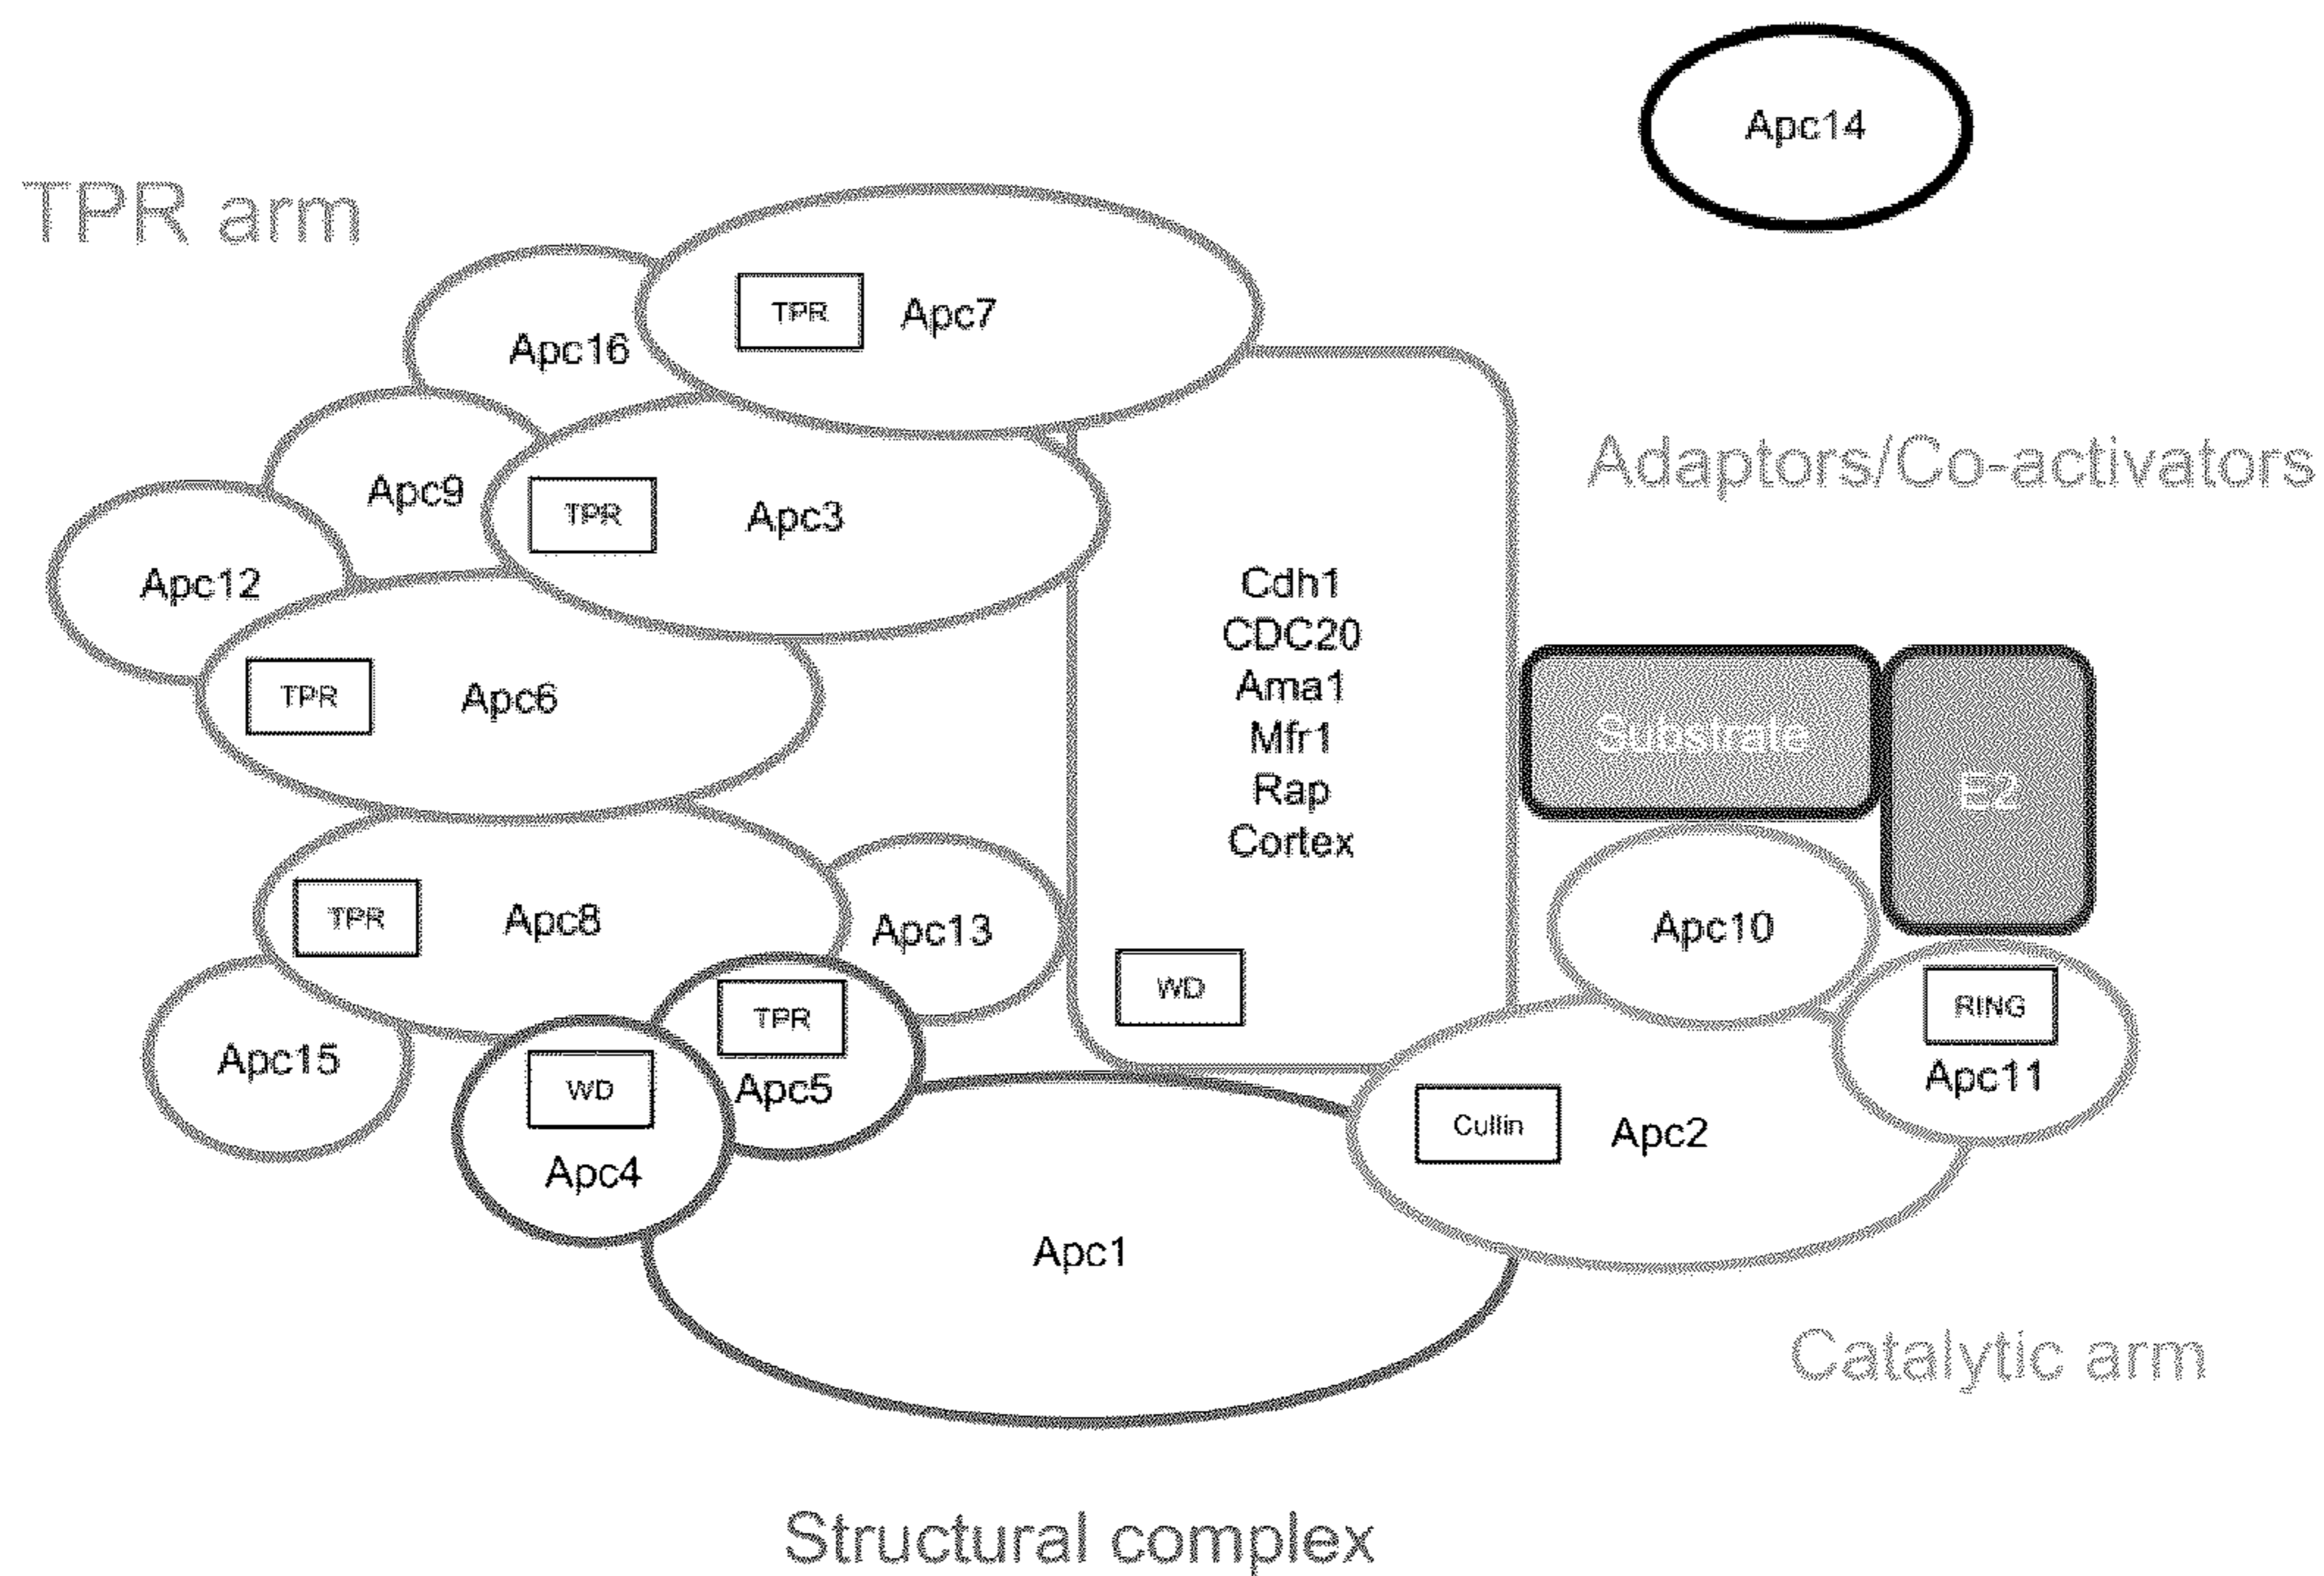 Apc14
TPR arm
TPR
Apc7
Apc16
Adaptors/Co-activators
Apc9
TPR
Apc3
Apc12
Cdh1
CDC20
Ama1
Mfr1
Rap
Cortex
TPR
Apc6
Substrate
E2
TPR
Apc8
Apc13
Apc10
WD
TPR
Apc5
RING
Apc11
Apc15
WD
Apc4
Cullin
Apc2
Apc1
Catalytic arm
Structural complex